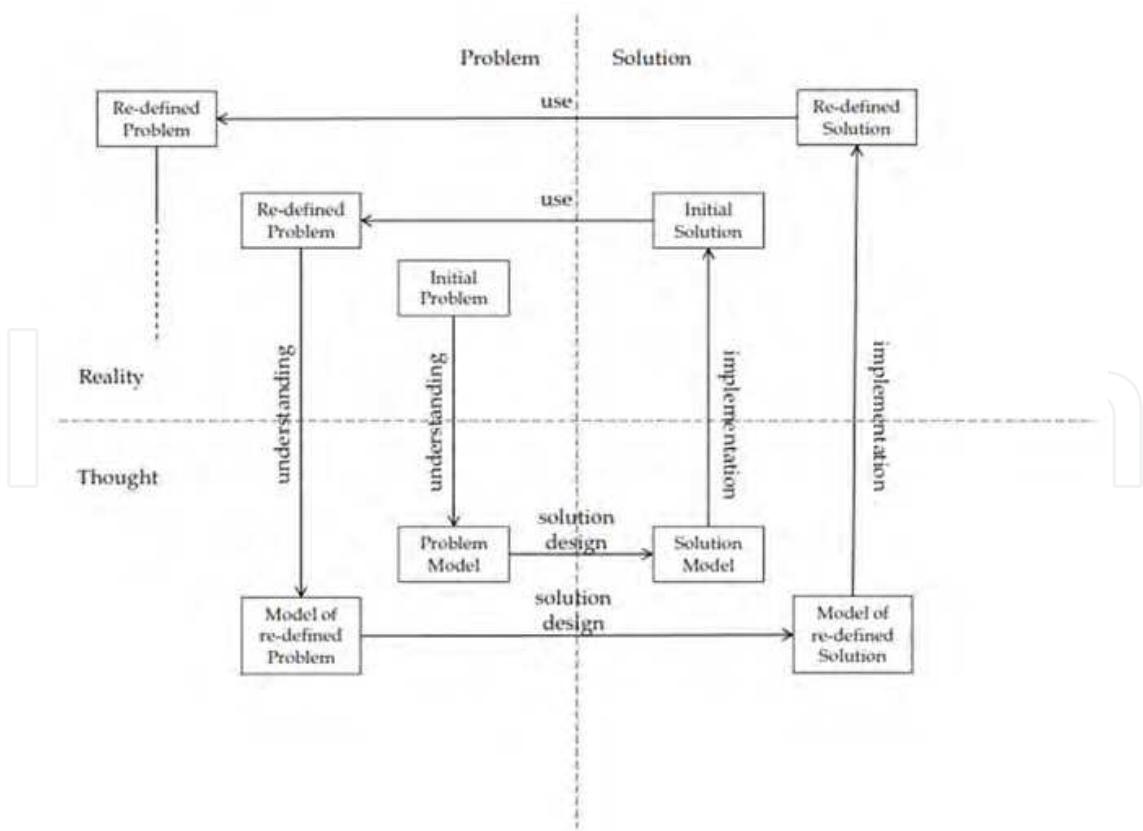 Problem
Solution
Re-defined
Problem
use
Re-defined
Solution
Re-defined
Problem
use
Initial
Solution
Initial
Problem
Reality
understanding
understanding
implementation
implementation
Thought
Problem
Model
solution
design
Solution
Model
Model of
re-defined
Problem
solution
design
Model of
re-defined
Solution